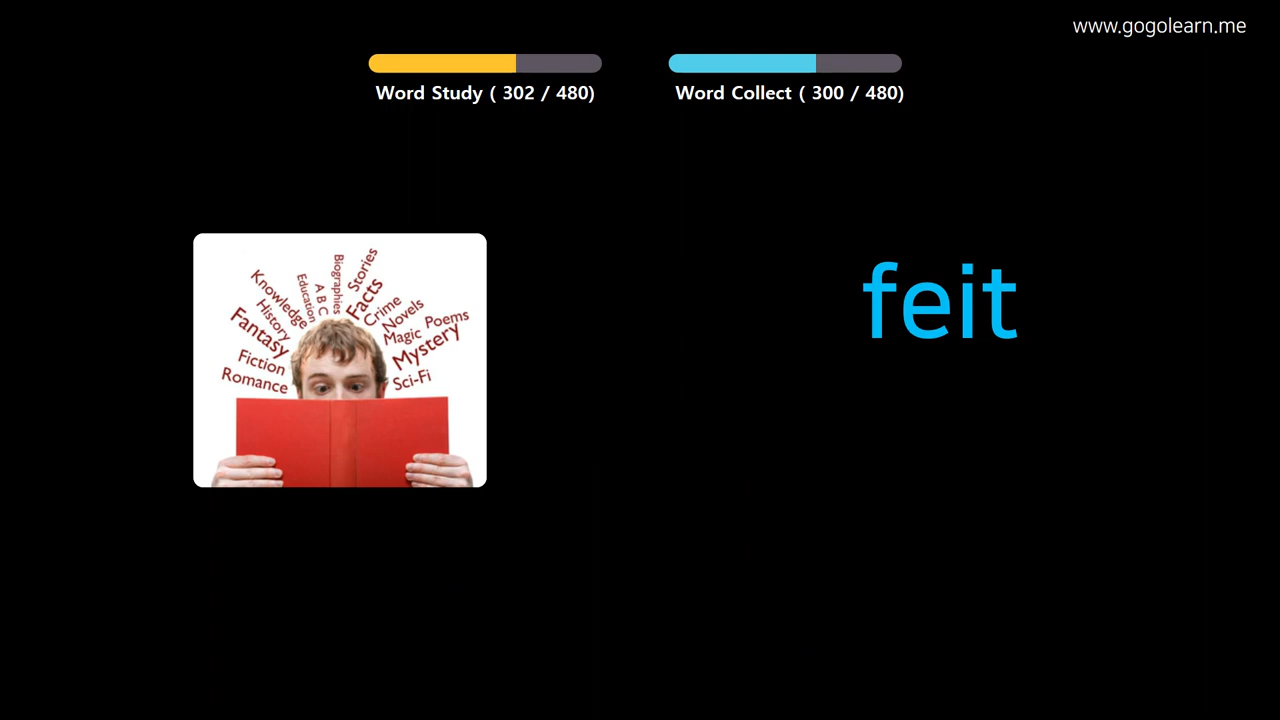 www.gogolearn.me
Word Study ( 302 / 480)
Word Collect ( 300 / 480)
feit
Knowledge
History
Fantasy
Fiction
Romance
Education
A B C
Biographies
Stories
Facts
Crime
Novels
Magic
Poems
Mystery
Sci-Fi